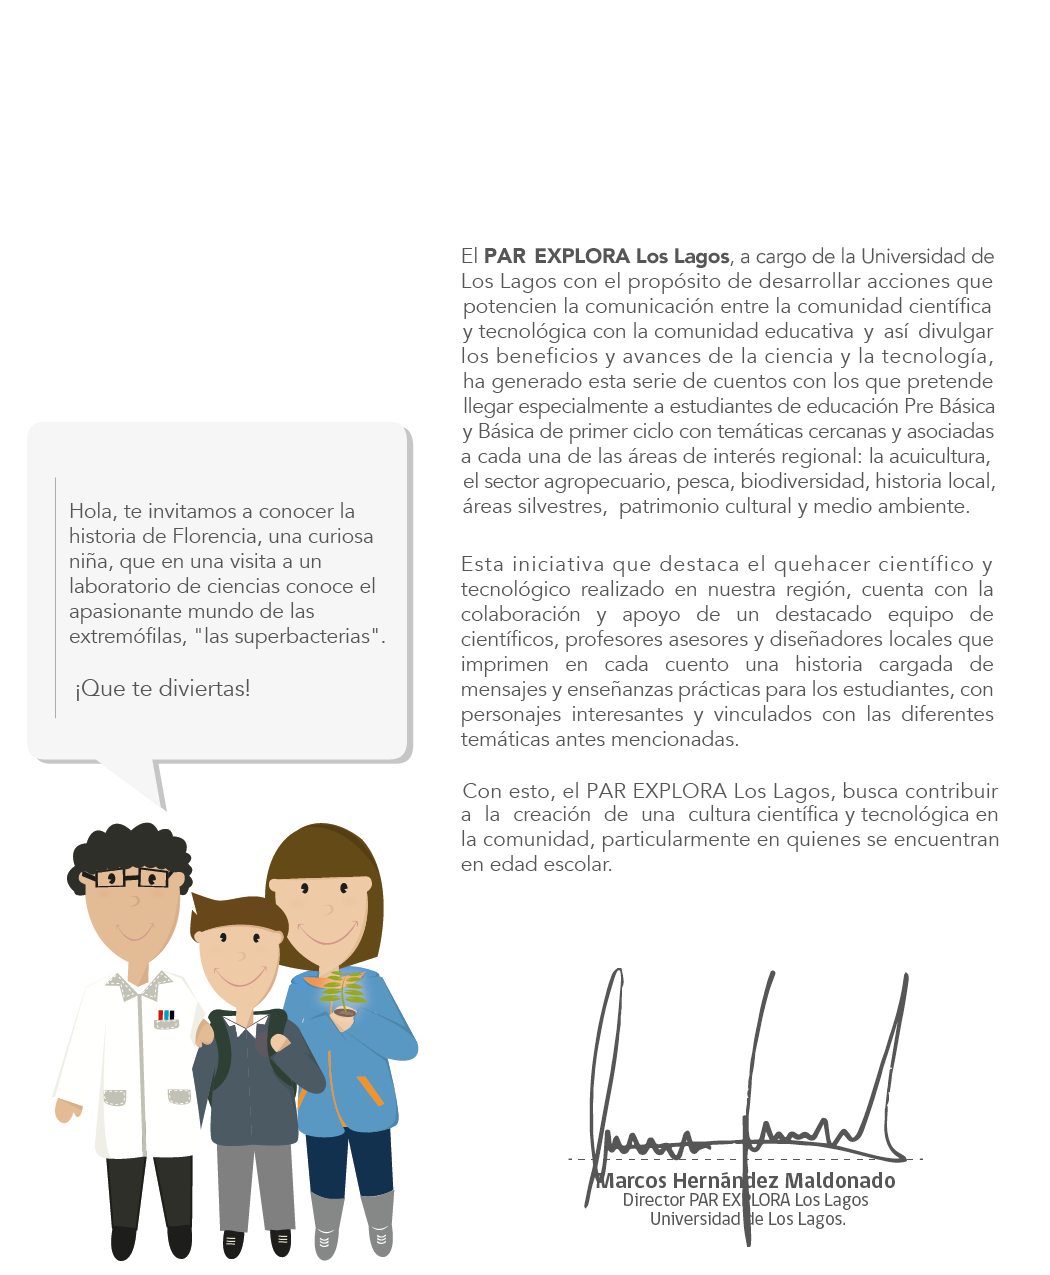 El PAR EXPLORA Los Lagos, a cargo de la Universidad de
Los Lagos con el propósito de desarrollar acciones que
potencien la comunicación entre la comunidad científica
y tecnológica con la comunidad educativa y así divulgar
los beneficios y avances de la ciencia y la tecnología,
ha generado esta serie de cuentos con los que pretende
llegar especialmente a estudiantes de educación Pre Básica
y Básica de primer ciclo con temáticas cercanas y asociadas
a cada una de las áreas de interés regional: la acuicultura,
el sector agropecuario, pesca, biodiversidad, historia local,
áreas silvestres, patrimonio cultural y medio ambiente.
Esta iniciativa que destaca el quehacer científico y
tecnológico realizado en nuestra región, cuenta con la
colaboración y apoyo de un destacado equipo de
científicos, profesores asesores y diseñadores locales que
imprimen en cada cuento una historia cargada de
mensajes y enseñanzas prácticas para los estudiantes, con
personajes interesantes y vinculados con las diferentes
temáticas antes mencionadas.
Con esto, el PAR EXPLORA Los Lagos, busca contribuir
a la creación de una cultura científica y tecnológica en
la comunidad, particularmente en quienes se encuentran
en edad escolar.
Hola, te invitamos a conocer la
historia de Florencia, una curiosa
niña, que en una visita a un
laboratorio de ciencias conoce el
apasionante mundo de las
extremófilas, "las superbacterias".
¡Que te diviertas!
Marcos Hernández Maldonado
Director PAR EXPLORA Los Lagos
Universidad de Los Lagos.